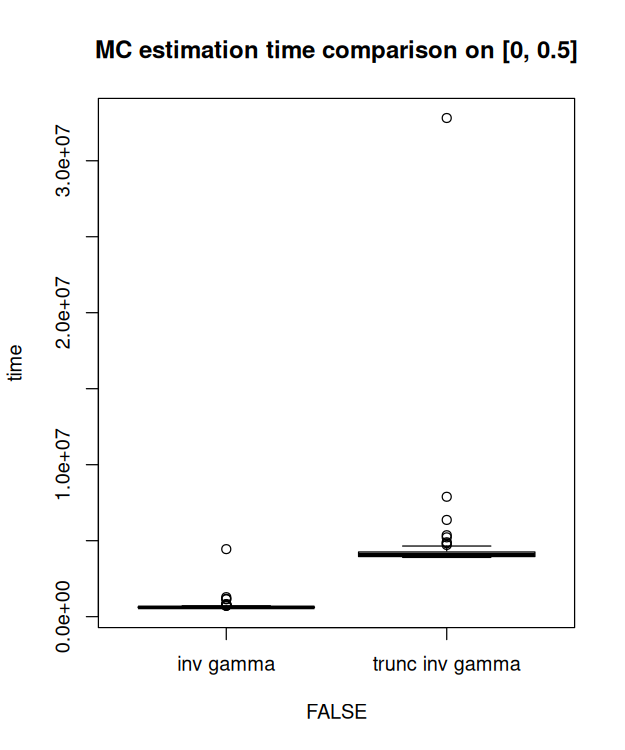 MC estimation time comparison on [0, 0.5]
time
3.0e+07
2.0e+07
1.0e+07
0.0e+00
inv gamma
trunc inv gamma
FALSE